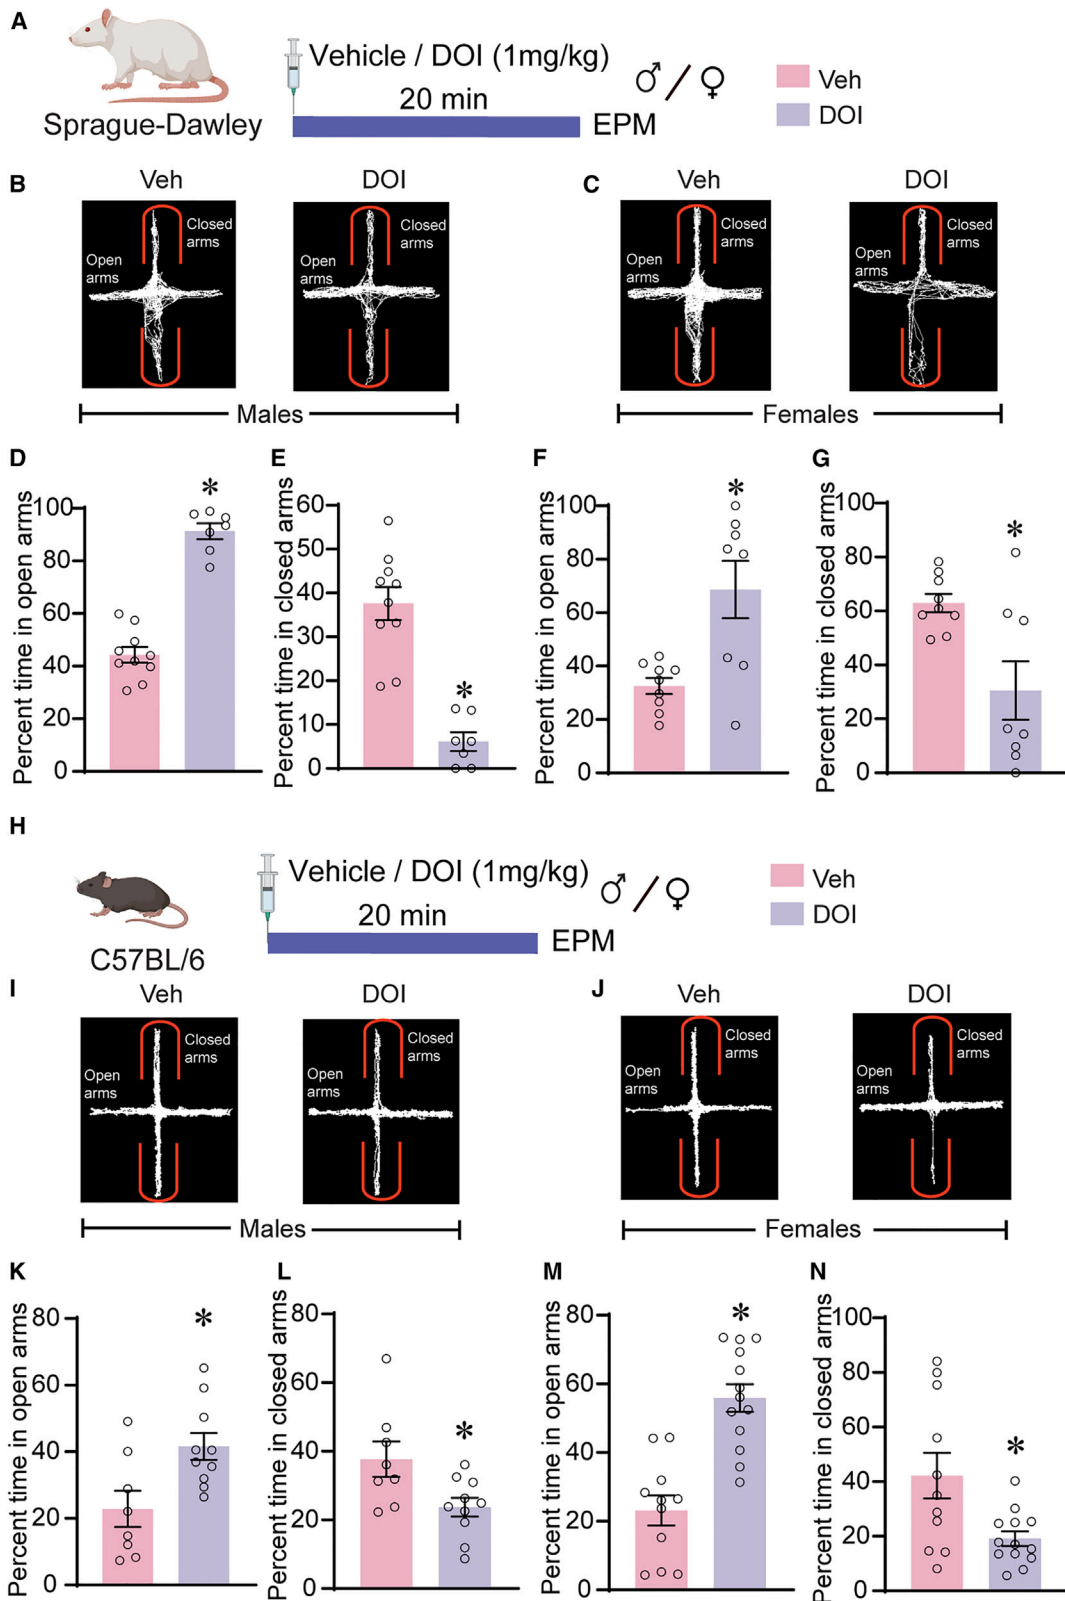 A
Sprague-Dawley
Vehicle / DOI (1mg/kg)
20 min
EPM
♂/♀
Veh
DOI
B
Veh
DOI
Open arms
Closed arms
Open arms
Closed arms
Males
C
Veh
DOI
Open arms
Closed arms
Open arms
Closed arms
Females
D
Percent time in open arms
100
80
60
40
20
0
*
E
Percent time in closed arms
60
50
40
30
20
10
0
*
F
Percent time in open arms
100
80
60
40
20
0
*
G
Percent time in closed arms
100
80
60
40
20
0
*
H
C57BL/6
Vehicle / DOI (1mg/kg)
20 min
EPM
♂/♀
Veh
DOI
I
Veh
DOI
Open arms
Closed arms
Open arms
Closed arms
Males
J
Veh
DOI
Open arms
Closed arms
Open arms
Closed arms
Females
K
Percent time in open arms
80
60
40
20
0
*
L
Percent time in closed arms
80
60
40
20
0
*
M
Percent time in open arms
80
60
40
20
0
*
N
Percent time in closed arms
100
80
60
40
20
0
*